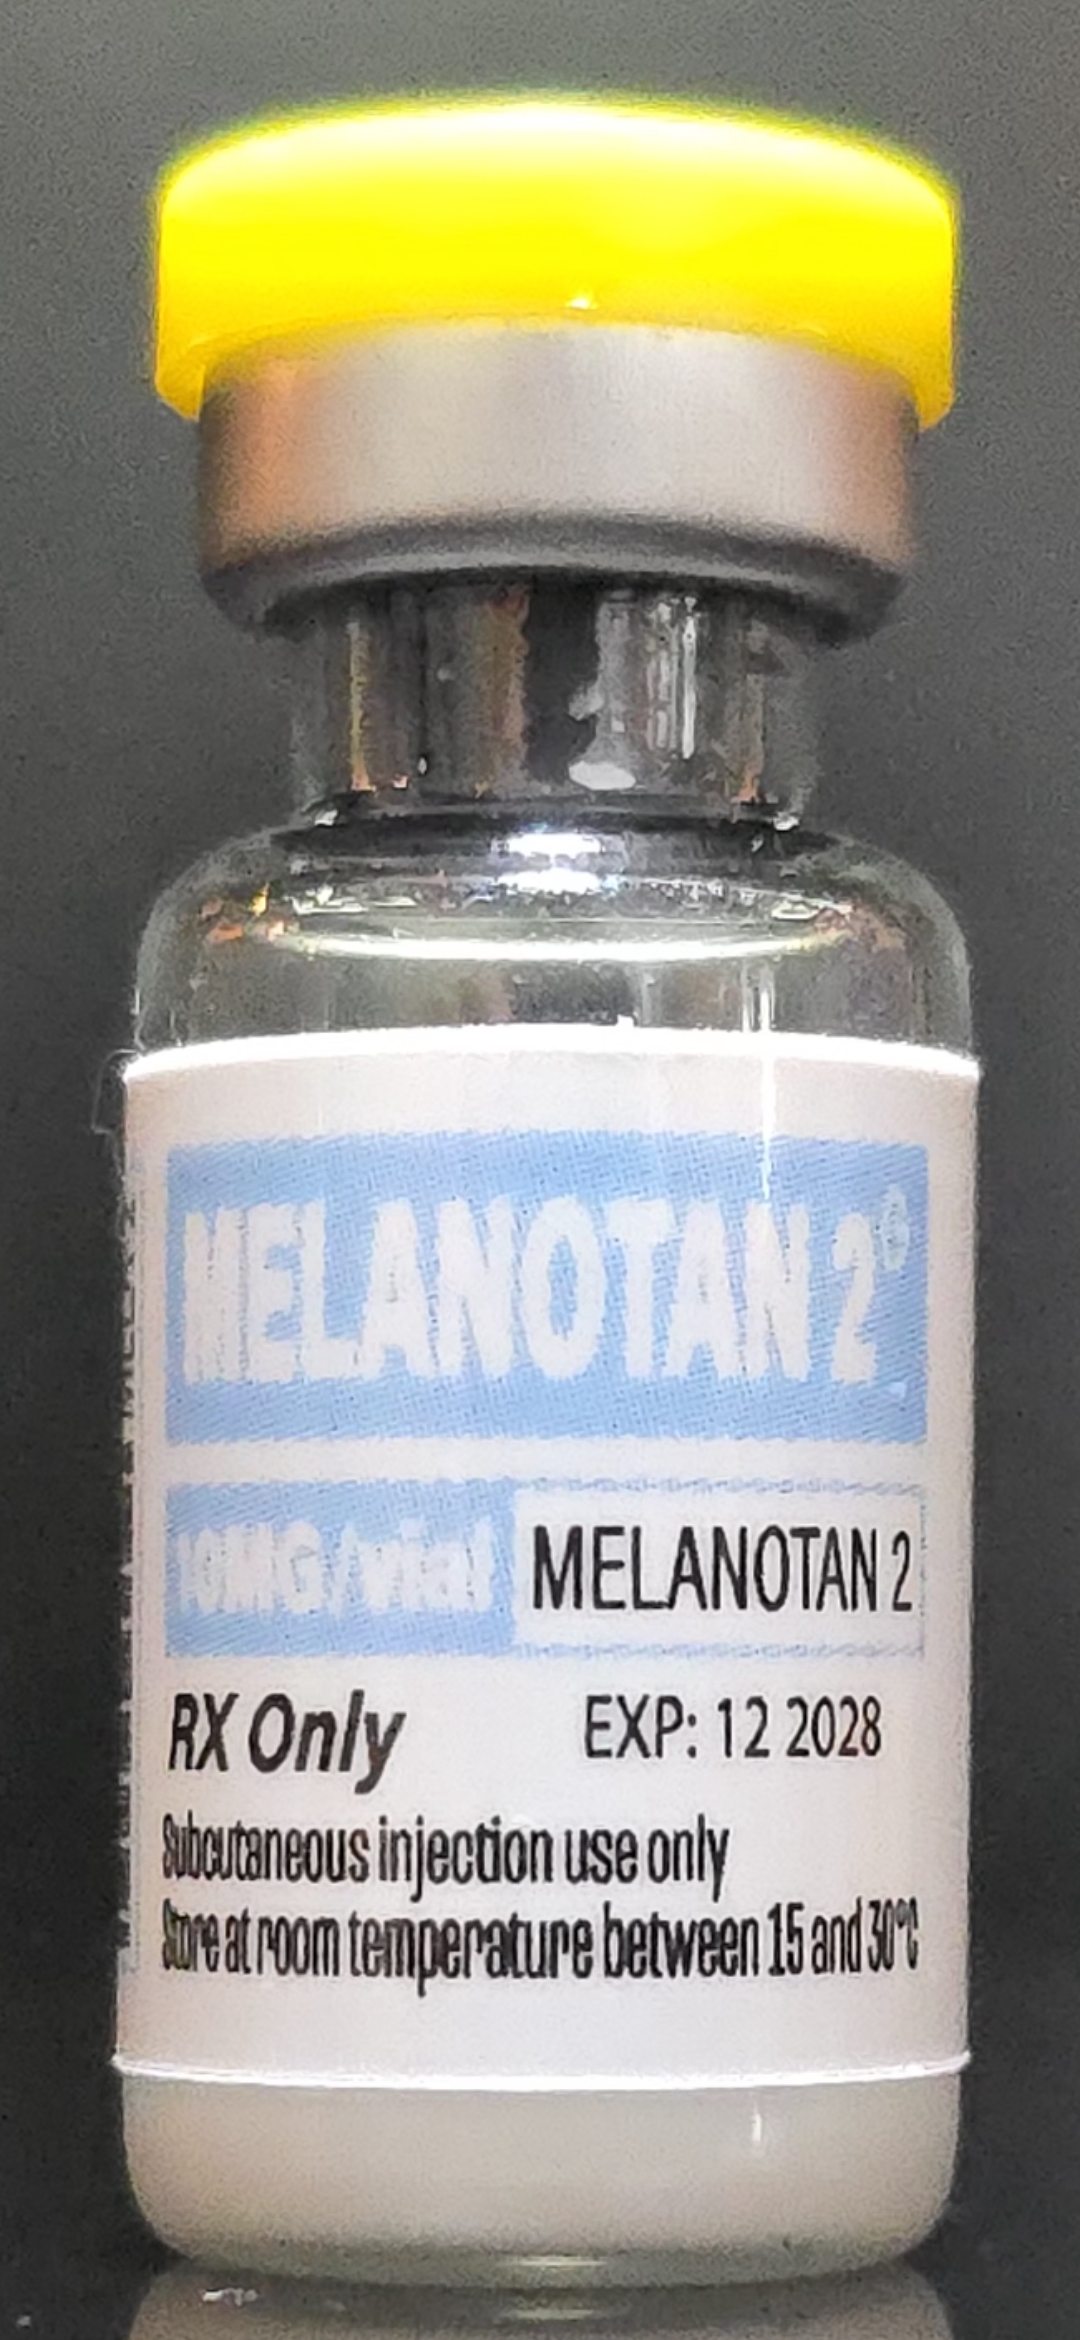 MELANOTAN 2®
10MG/vial MELANOTAN 2
RX Only EXP: 12 2028
Subcutaneous injection use only
Store at room temperature between 15 and 30°C